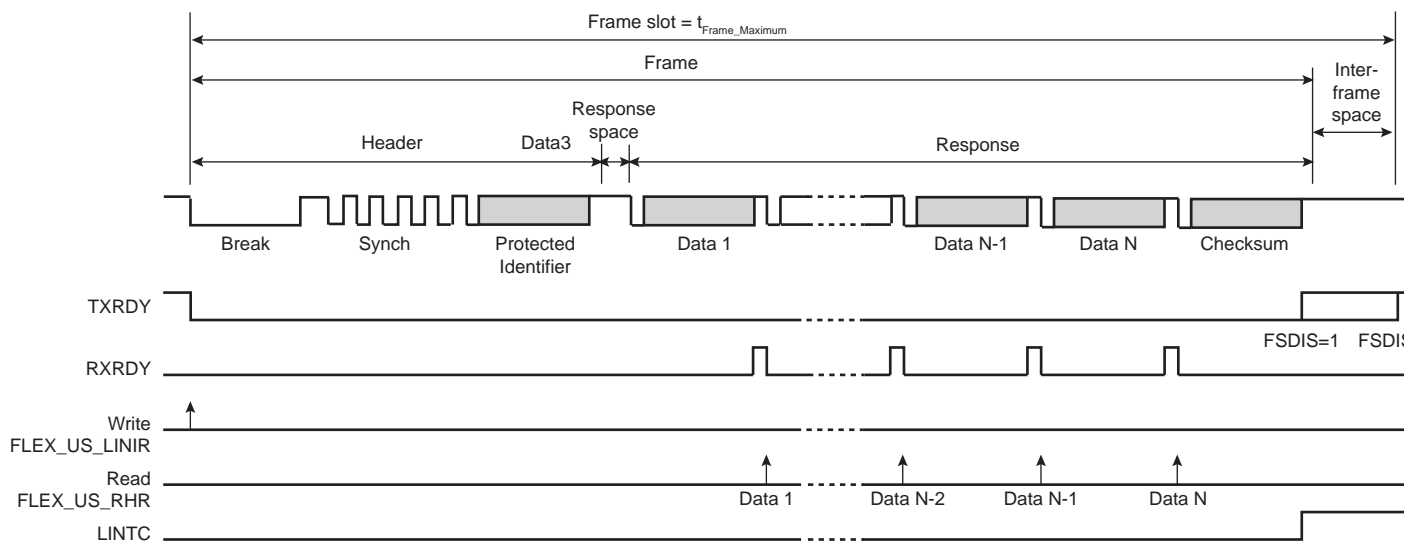 Frame slot = tFrame_Maximum
Frame
Inter-
frame
space
Response
space
Header
Data3
Response
Break
Synch
Protected
Identifier
Data 1
Data N-1
Data N
Checksum
TXRDY
FSDIS=1
FSDIS
RXRDY
Write
FLEX_US_LINIR
Read
FLEX_US_RHR
Data 1
Data N-2
Data N-1
Data N
LINTC